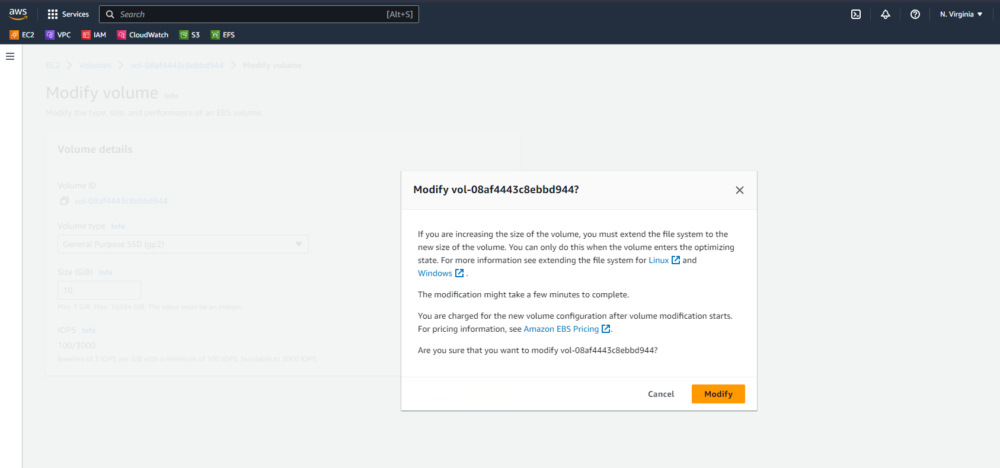 aws Services Search [Alt+S] N. Virginia
EC2 VPC IAM CloudWatch S3 EFS
EC2 Volumes vol-08af4443c8ebbd944 Modify volume
Modify volume Info
Modify the type, size, and performance of an EBS volume.
Volume details
Volume ID
vol-08af4443c8ebbd944
Volume type Info
General Purpose SSD (gp2)
Size (GiB) Info
10
Min: 1 GiB, Max: 16384 GiB. The value must be an integer.
IOPS Info
100/3000
Baseline of 3 IOPS per GiB with a minimum of 100 IOPS, burstable to 3000 IOPS.
Modify vol-08af4443c8ebbd944?
If you are increasing the size of the volume, you must extend the file system to the
new size of the volume. You can only do this when the volume enters the optimizing
state. For more information see extending the file system for Linux and
Windows .
The modification might take a few minutes to complete.
You are charged for the new volume configuration after volume modification starts.
For pricing information, see Amazon EBS Pricing .
Are you sure that you want to modify vol-08af4443c8ebbd944?
Cancel Modify